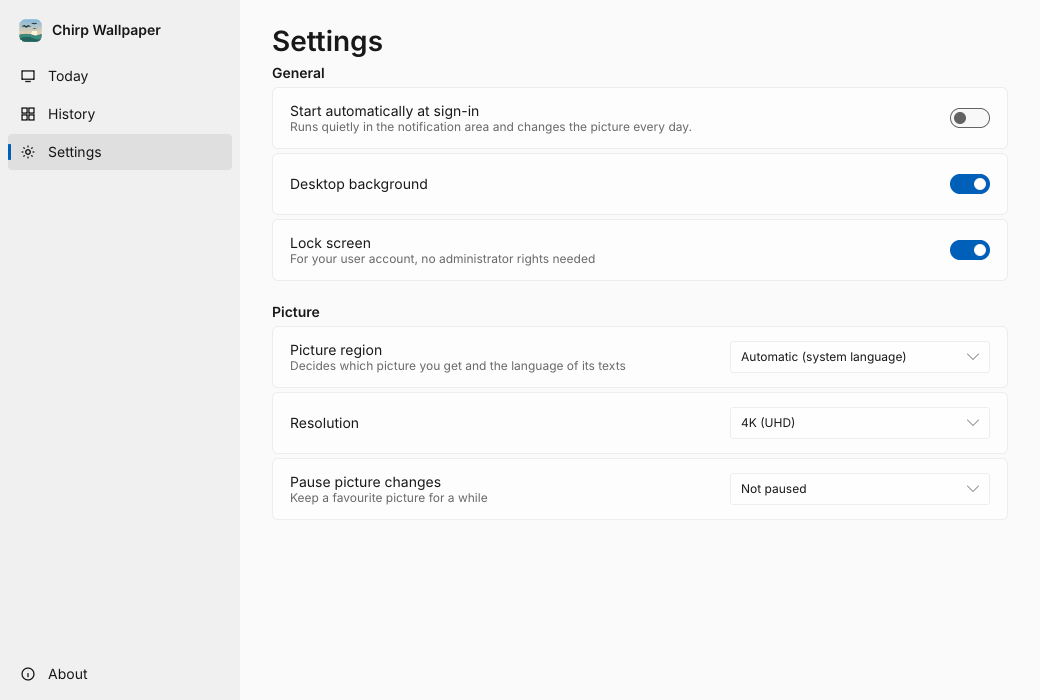 Chirp Wallpaper
Today
History
Settings
About
Settings
General
Start automatically at sign-in
Runs quietly in the notification area and changes the picture every day.
Desktop background
Lock screen
For your user account, no administrator rights needed
Picture
Picture region
Decides which picture you get and the language of its texts
Automatic (system language)
Resolution
4K (UHD)
Pause picture changes
Keep a favourite picture for a while
Not paused